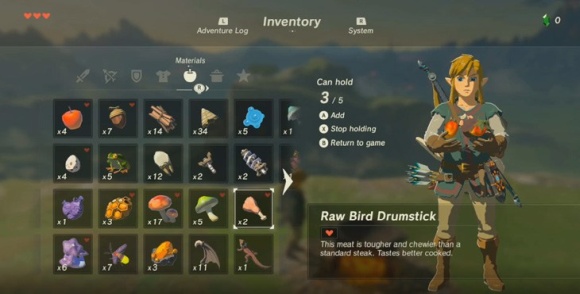 L
Adventure Log
Inventory
R
System
0
Materials
R
x4
x7
x14
x34
x5
x4
x5
x12
x2
x2
x1
x3
x17
x5
x2
x6
x7
x3
x11
x1
Can hold
3 / 5
A Add
X Stop holding
B Return to game
Raw Bird Drumstick
This meat is tougher and chewier than a
standard steak. Tastes better cooked.